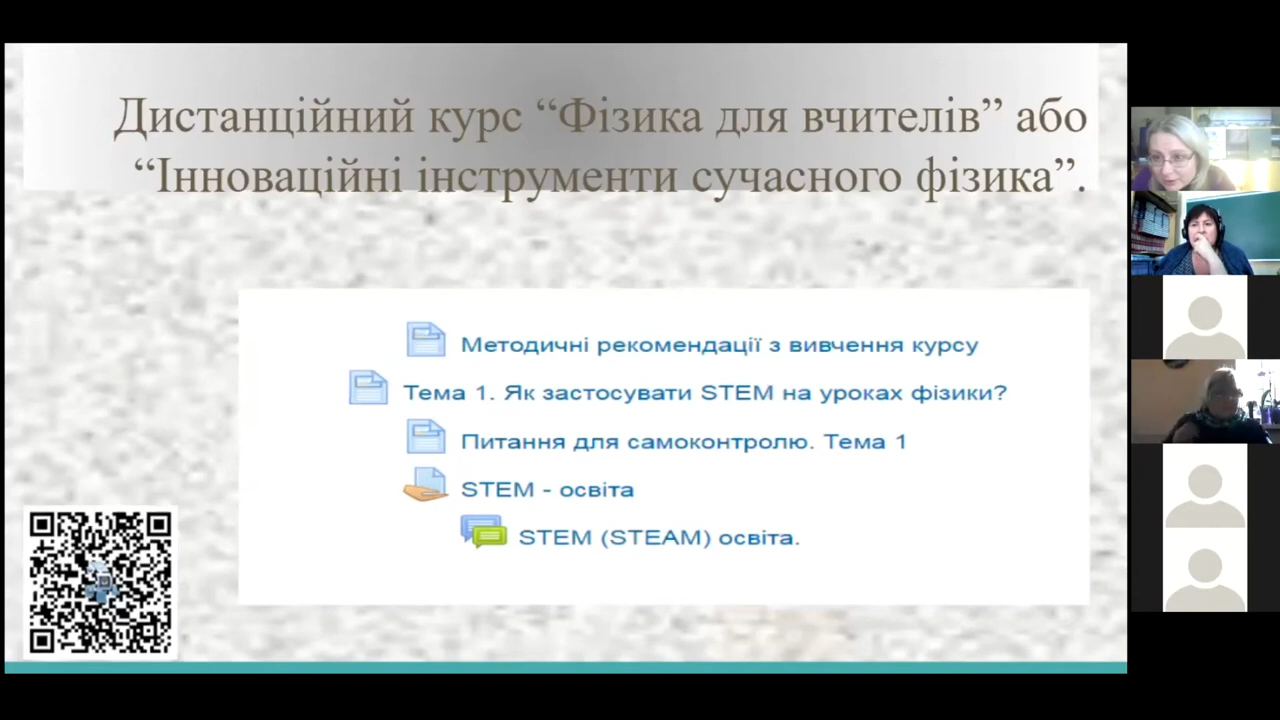 Дистанційний курс “Фізика для вчителів” або
“Інноваційні інструменти сучасного фізика”.
Методичні рекомендації з вивчення курсу
Тема 1. Як застосувати STEM на уроках фізики?
Питання для самоконтролю. Тема 1
STEM - освіта
STEM (STEAM) освіта.